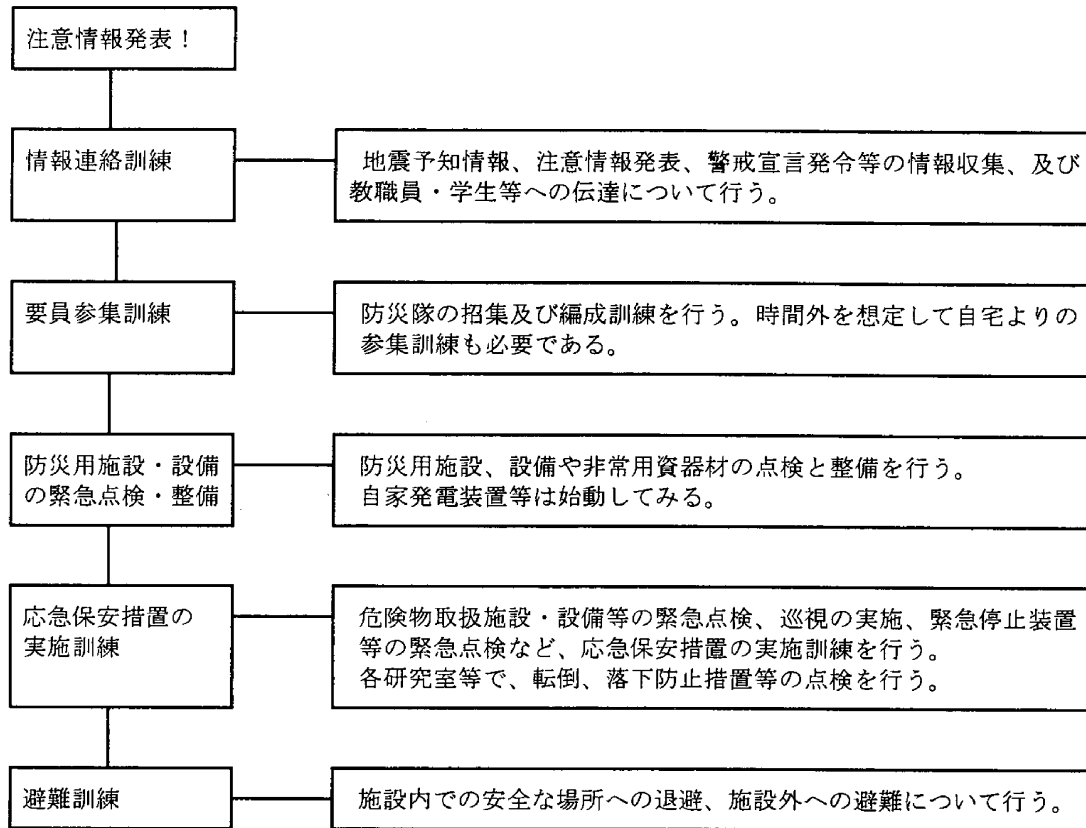 注意情報発表！
情報連絡訓練
地震予知情報、注意情報発表、警戒宣言発令等の情報収集、及び
教職員・学生等への伝達について行う。
要員参集訓練
防災隊の招集及び編成訓練を行う。時間外を想定して自宅よりの
参集訓練も必要である。
防災用施設・設備
の緊急点検・整備
防災用施設、設備や非常用資器材の点検と整備を行う。
自家発電装置等は始動してみる。
応急保安措置の
実施訓練
危険物取扱施設・設備等の緊急点検、巡視の実施、緊急停止装置
等の緊急点検など、応急保安措置の実施訓練を行う。
各研究室等で、転倒、落下防止措置等の点検を行う。
避難訓練
施設内での安全な場所への退避、施設外への避難について行う。